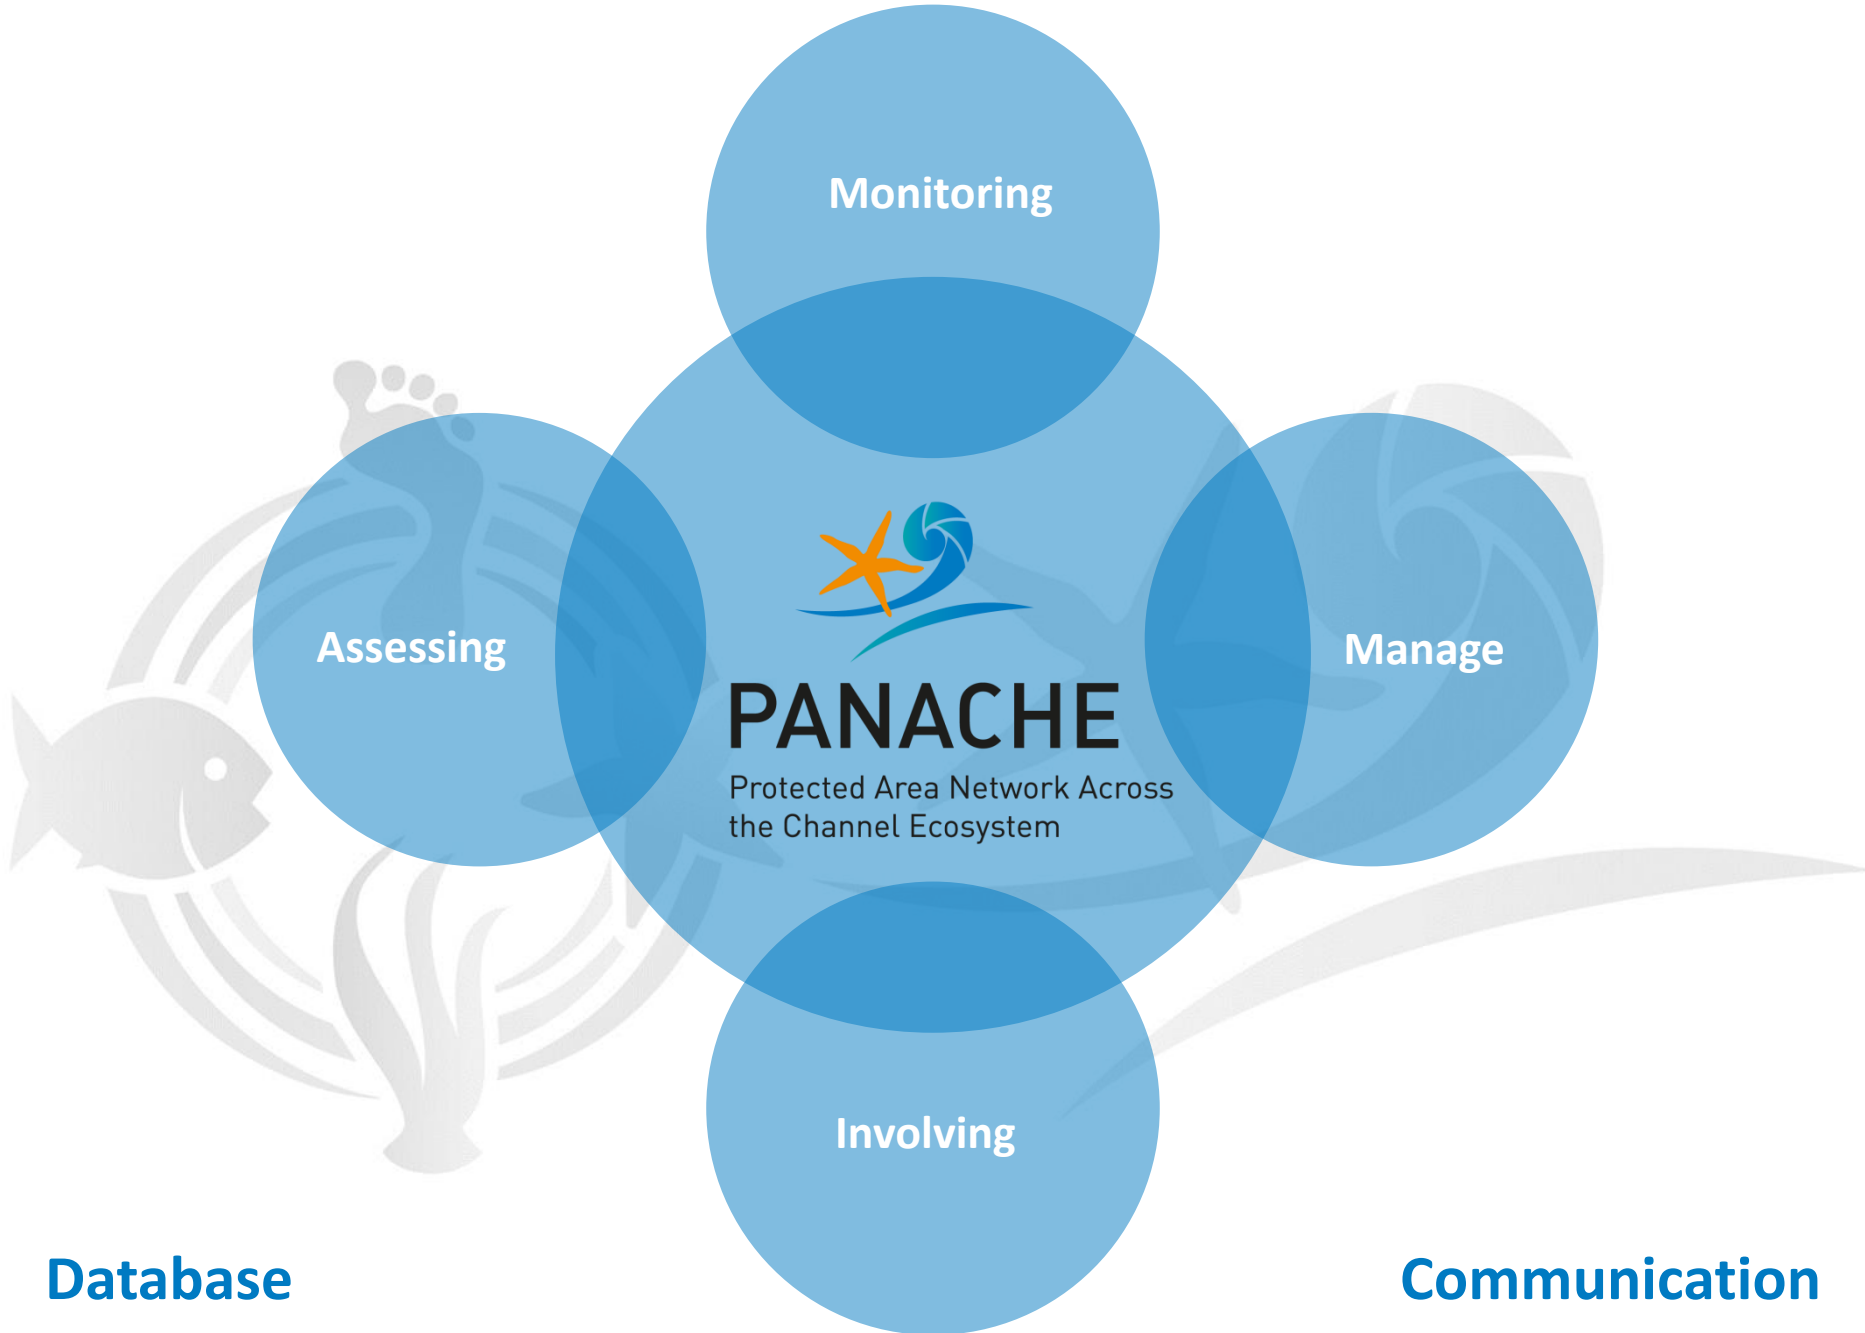 Monitoring
Assessing
Manage
PANACHE
Protected Area Network Across
the Channel Ecosystem
Involving
Database
Communication